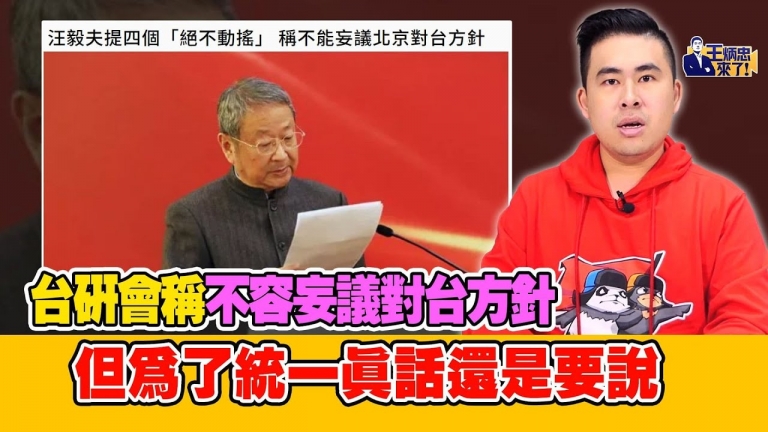 汪毅夫提四個「絕不動搖」 稱不能妄議北京對台方針
王炳忠
來了!
台研會稱不容妄議對台方針
但為了統一真話還是要說